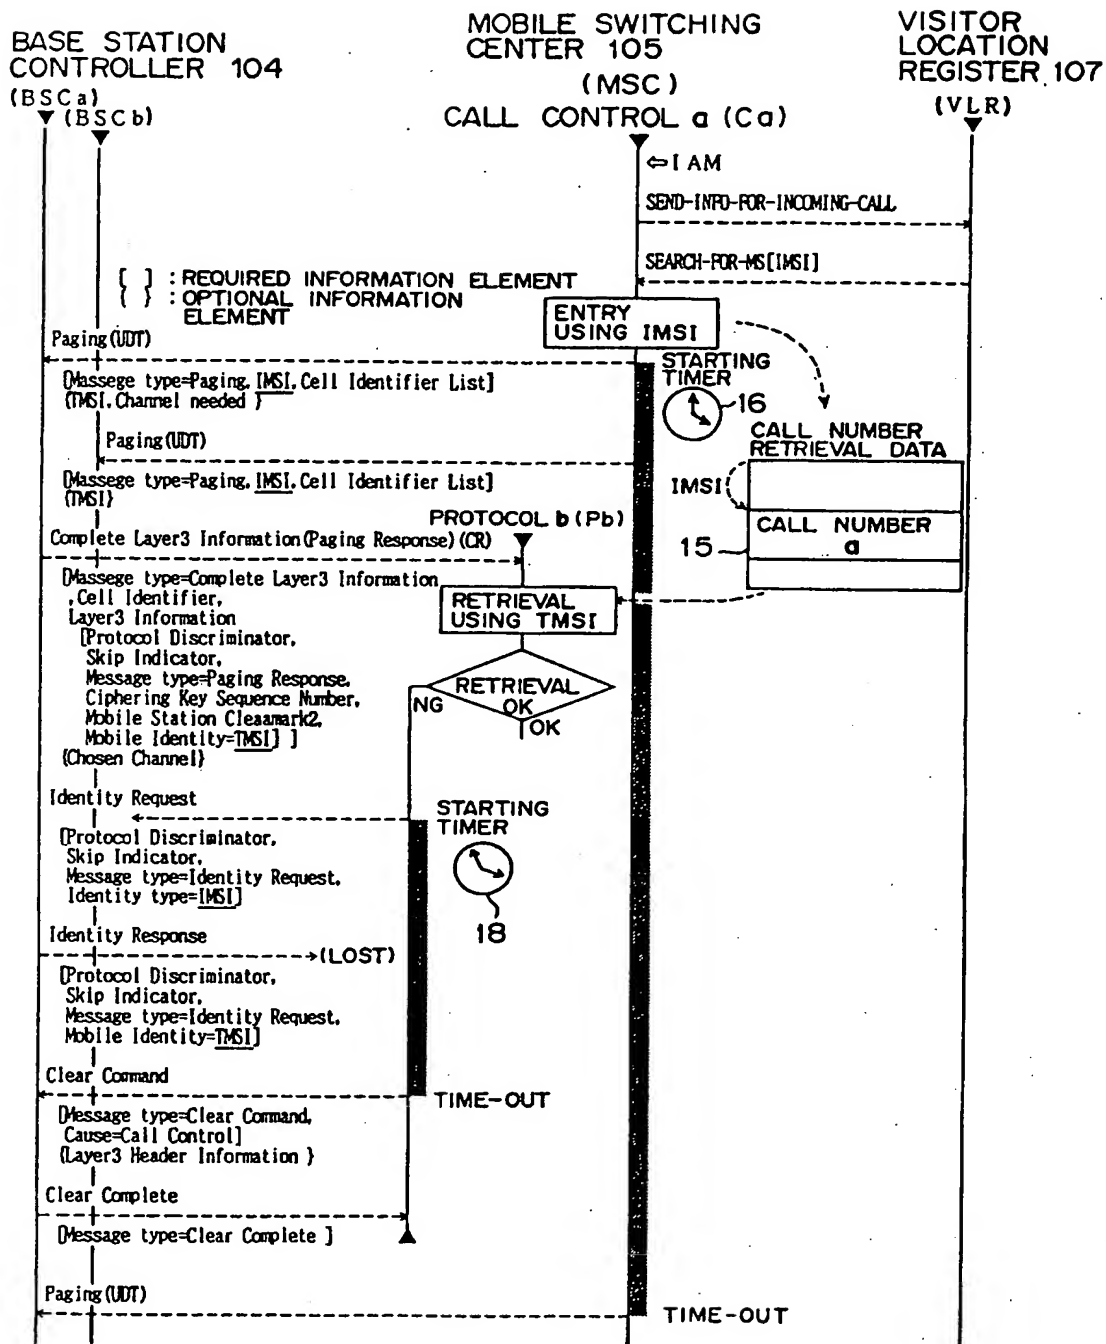 BASE STATION
CONTROLLER 104
(BSCa)
(BSCb)
MOBILE SWITCHING
CENTER 105
(MSC)
CALL CONTROL a (Ca)
VISITOR
LOCATION
REGISTER 107
(VLR)
⇦IAM
SEND-INFO-FOR-INCOMING-CALL
SEARCH-FOR-MS[IMSI]
[ ] : REQUIRED INFORMATION ELEMENT
{ } : OPTIONAL INFORMATION
ELEMENT
ENTRY
USING IMSI
Paging(UDT)
[Massege type=Paging, IMSI, Cell Identifier List]
{TMSI, Channel needed }
STARTING
TIMER
16
Paging(UDT)
[Massege type=Paging, IMSI, Cell Identifier List]
{TMSI}
CALL NUMBER
RETRIEVAL DATA
IMSI
CALL NUMBER
a
15
PROTOCOL b (Pb)
Complete Layer3 Information(Paging Response)(CR)
[Massege type=Complete Layer3 Information
,Cell Identifier,
Layer3 Information
[Protocol Discriminator,
Skip Indicator,
Message type=Paging Response,
Ciphering Key Sequence Number,
Mobile Station Cleaamark2,
Mobile Identity=TMSI] ]
{Chosen Channel}
RETRIEVAL
USING TMSI
RETRIEVAL
OK
NG
OK
Identity Request
[Protocol Discriminator,
Skip Indicator,
Message type=Identity Request,
Identity type=IMSI]
STARTING
TIMER
18
Identity Response
(LOST)
[Protocol Discriminator,
Skip Indicator,
Message type=Identity Request,
Mobile Identity=TMSI]
Clear Command
TIME-OUT
[Message type=Clear Command,
Cause=Call Control]
{Layer3 Header Information }
Clear Complete
[Message type=Clear Complete ]
Paging(UDT)
TIME-OUT